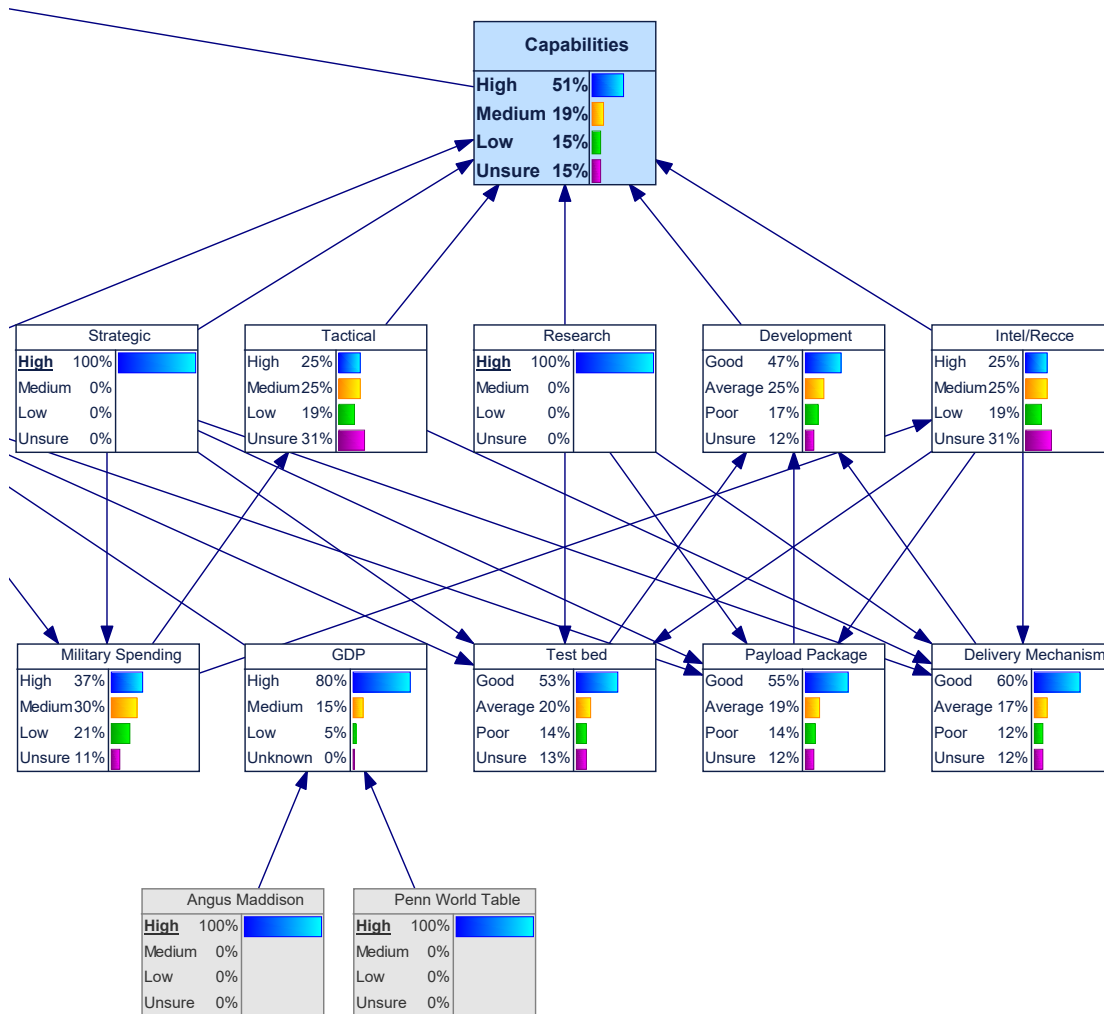 Capabilities
High 51%
Medium 19%
Low 15%
Unsure 15%
Strategic
High 100%
Medium 0%
Low 0%
Unsure 0%
Tactical
High 25%
Medium 25%
Low 19%
Unsure 31%
Research
High 100%
Medium 0%
Low 0%
Unsure 0%
Development
Good 47%
Average 25%
Poor 17%
Unsure 12%
Intel/Recce
High 25%
Medium 25%
Low 19%
Unsure 31%
Military Spending
High 37%
Medium 30%
Low 21%
Unsure 11%
GDP
High 80%
Medium 15%
Low 5%
Unknown 0%
Test bed
Good 53%
Average 20%
Poor 14%
Unsure 13%
Payload Package
Good 55%
Average 19%
Poor 14%
Unsure 12%
Delivery Mechanism
Good 60%
Average 17%
Poor 12%
Unsure 12%
Angus Maddison
High 100%
Medium 0%
Low 0%
Unsure 0%
Penn World Table
High 100%
Medium 0%
Low 0%
Unsure 0%